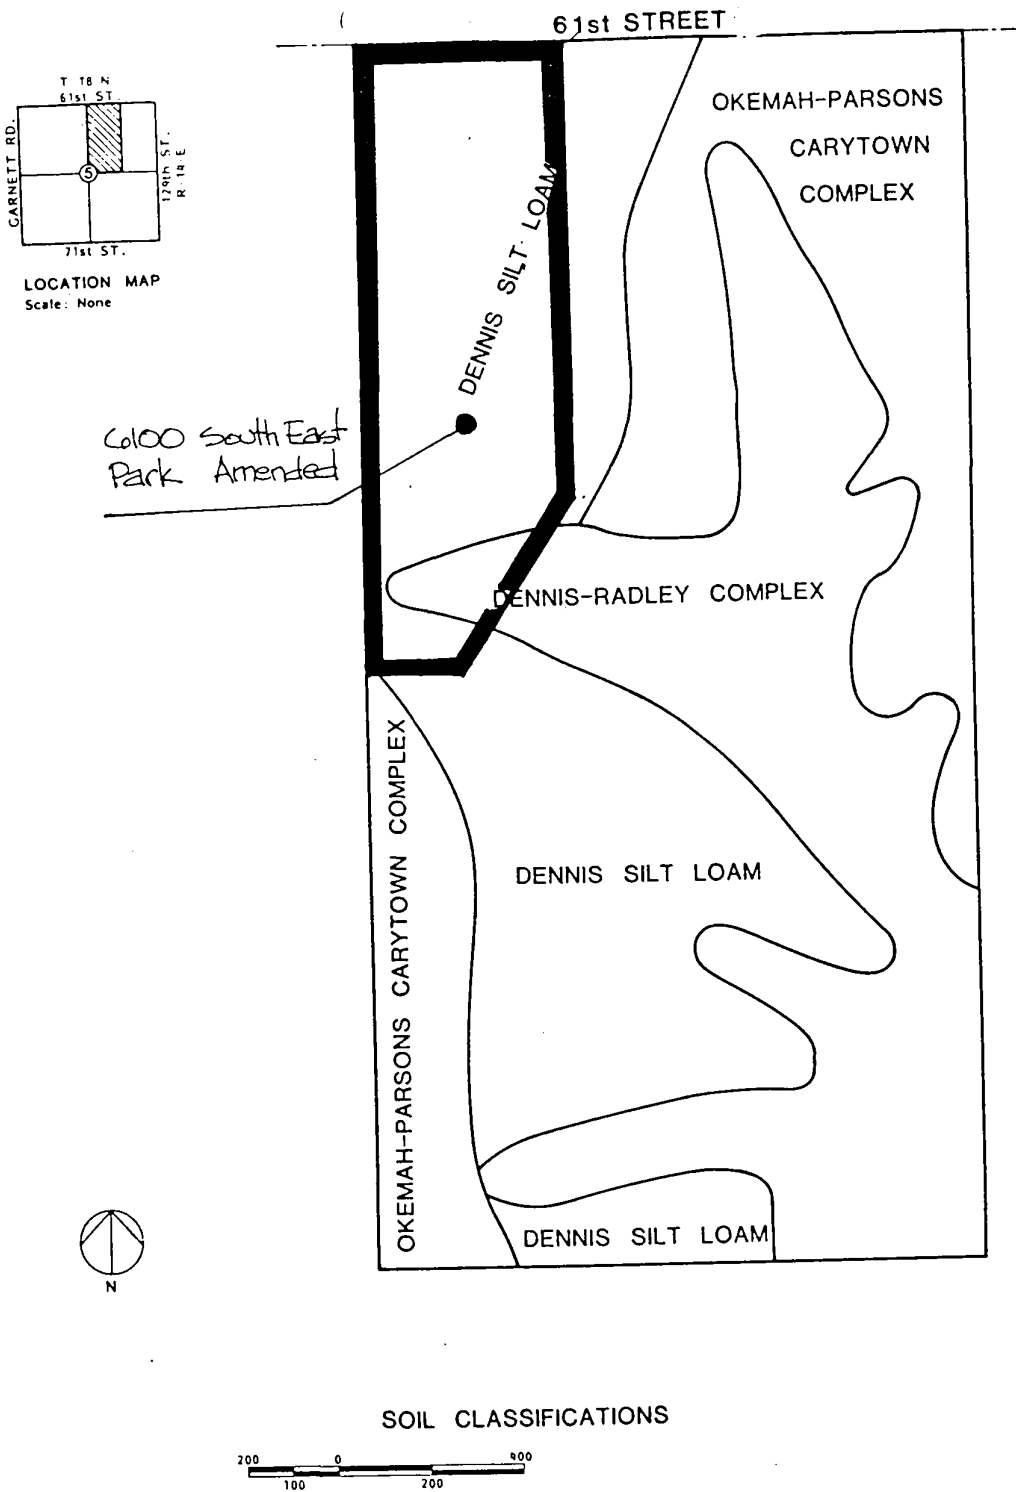 61st STREET
T 18 N
61st ST.
GARNETT RD.
5
129th ST.
R 14 E
71st ST.
LOCATION MAP
Scale: None
OKEMAH-PARSONS
CARYTOWN
COMPLEX
DENNIS SILT LOAM
6100 South East
Park Amended
DENNIS-RADLEY COMPLEX
OKEMAH-PARSONS CARYTOWN COMPLEX
DENNIS SILT LOAM
DENNIS SILT LOAM
N
SOIL CLASSIFICATIONS
200 0 400
100 200